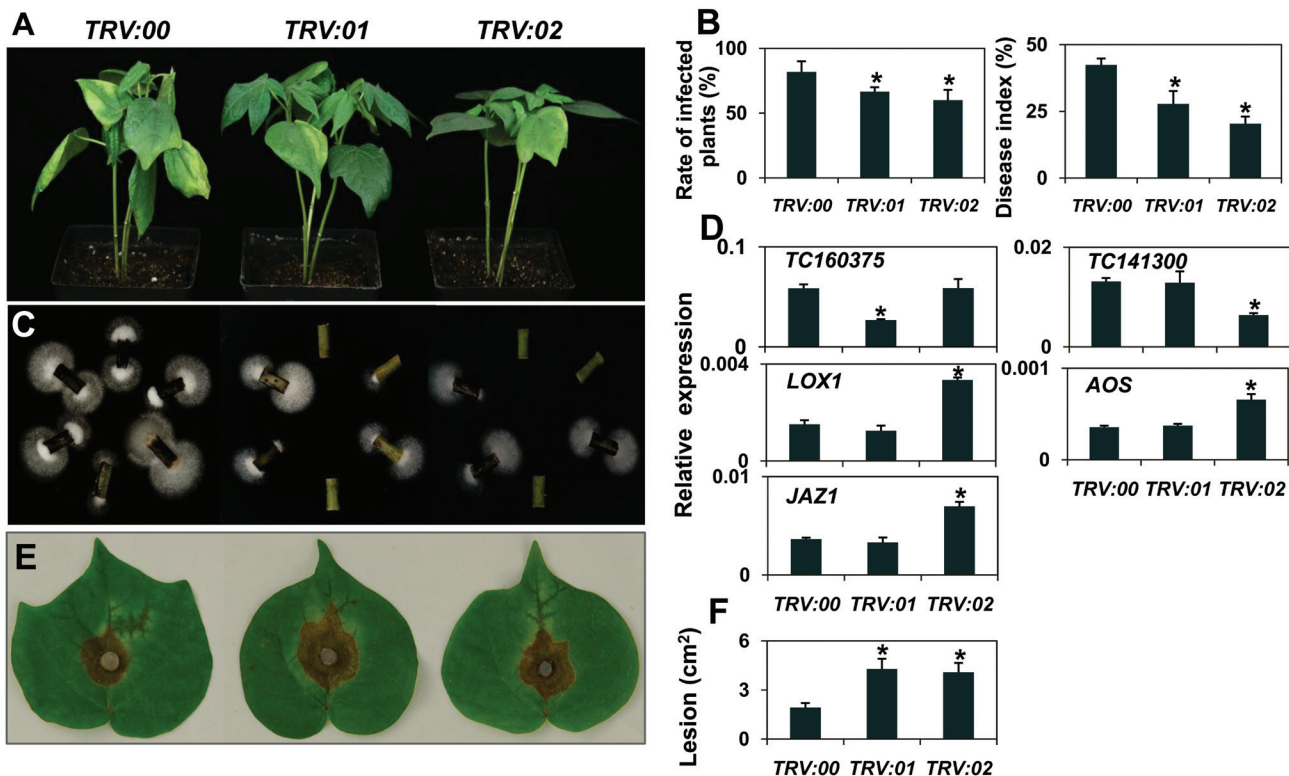 A
TRV:00 TRV:01 TRV:02
B
Rate of infected
plants (%)
100
50
0
TRV:00 TRV:01 TRV:02
* *
Disease index (%)
50
25
0
TRV:00 TRV:01 TRV:02
* *
C
D
Relative expression
0.1
0
TC160375
*
0.02
0
TC141300
*
0.004
0
LOX1
*
0.001
0
AOS
*
TRV:00 TRV:01 TRV:02
0.01
0
JAZ1
*
TRV:00 TRV:01 TRV:02
E
F
Lesion (cm²)
6
3
0
* *
TRV:00 TRV:01 TRV:02